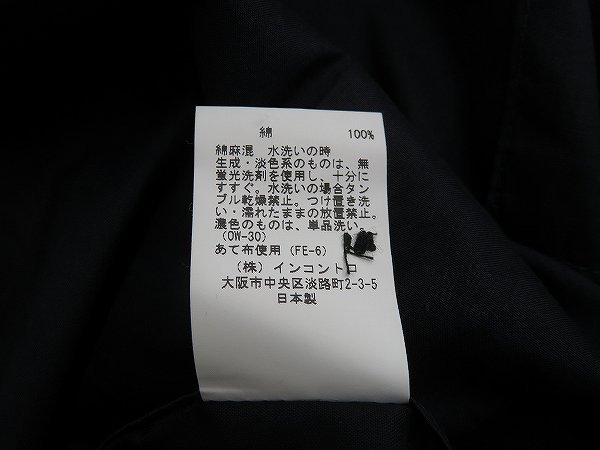 綿 100%
綿麻混 水洗いの時
生成・淡色系のものは、無
蛍光洗剤を使用し、十分に
すすぐ。水洗いの場合タン
ブル乾燥禁止。つけ置き洗
い・濡れたままの放置禁止。
濃色のものは、単品洗い。
(OW-30)
あて布使用(FE-6)
(株)インコントロ
大阪市中央区淡路町2-3-5
日本製